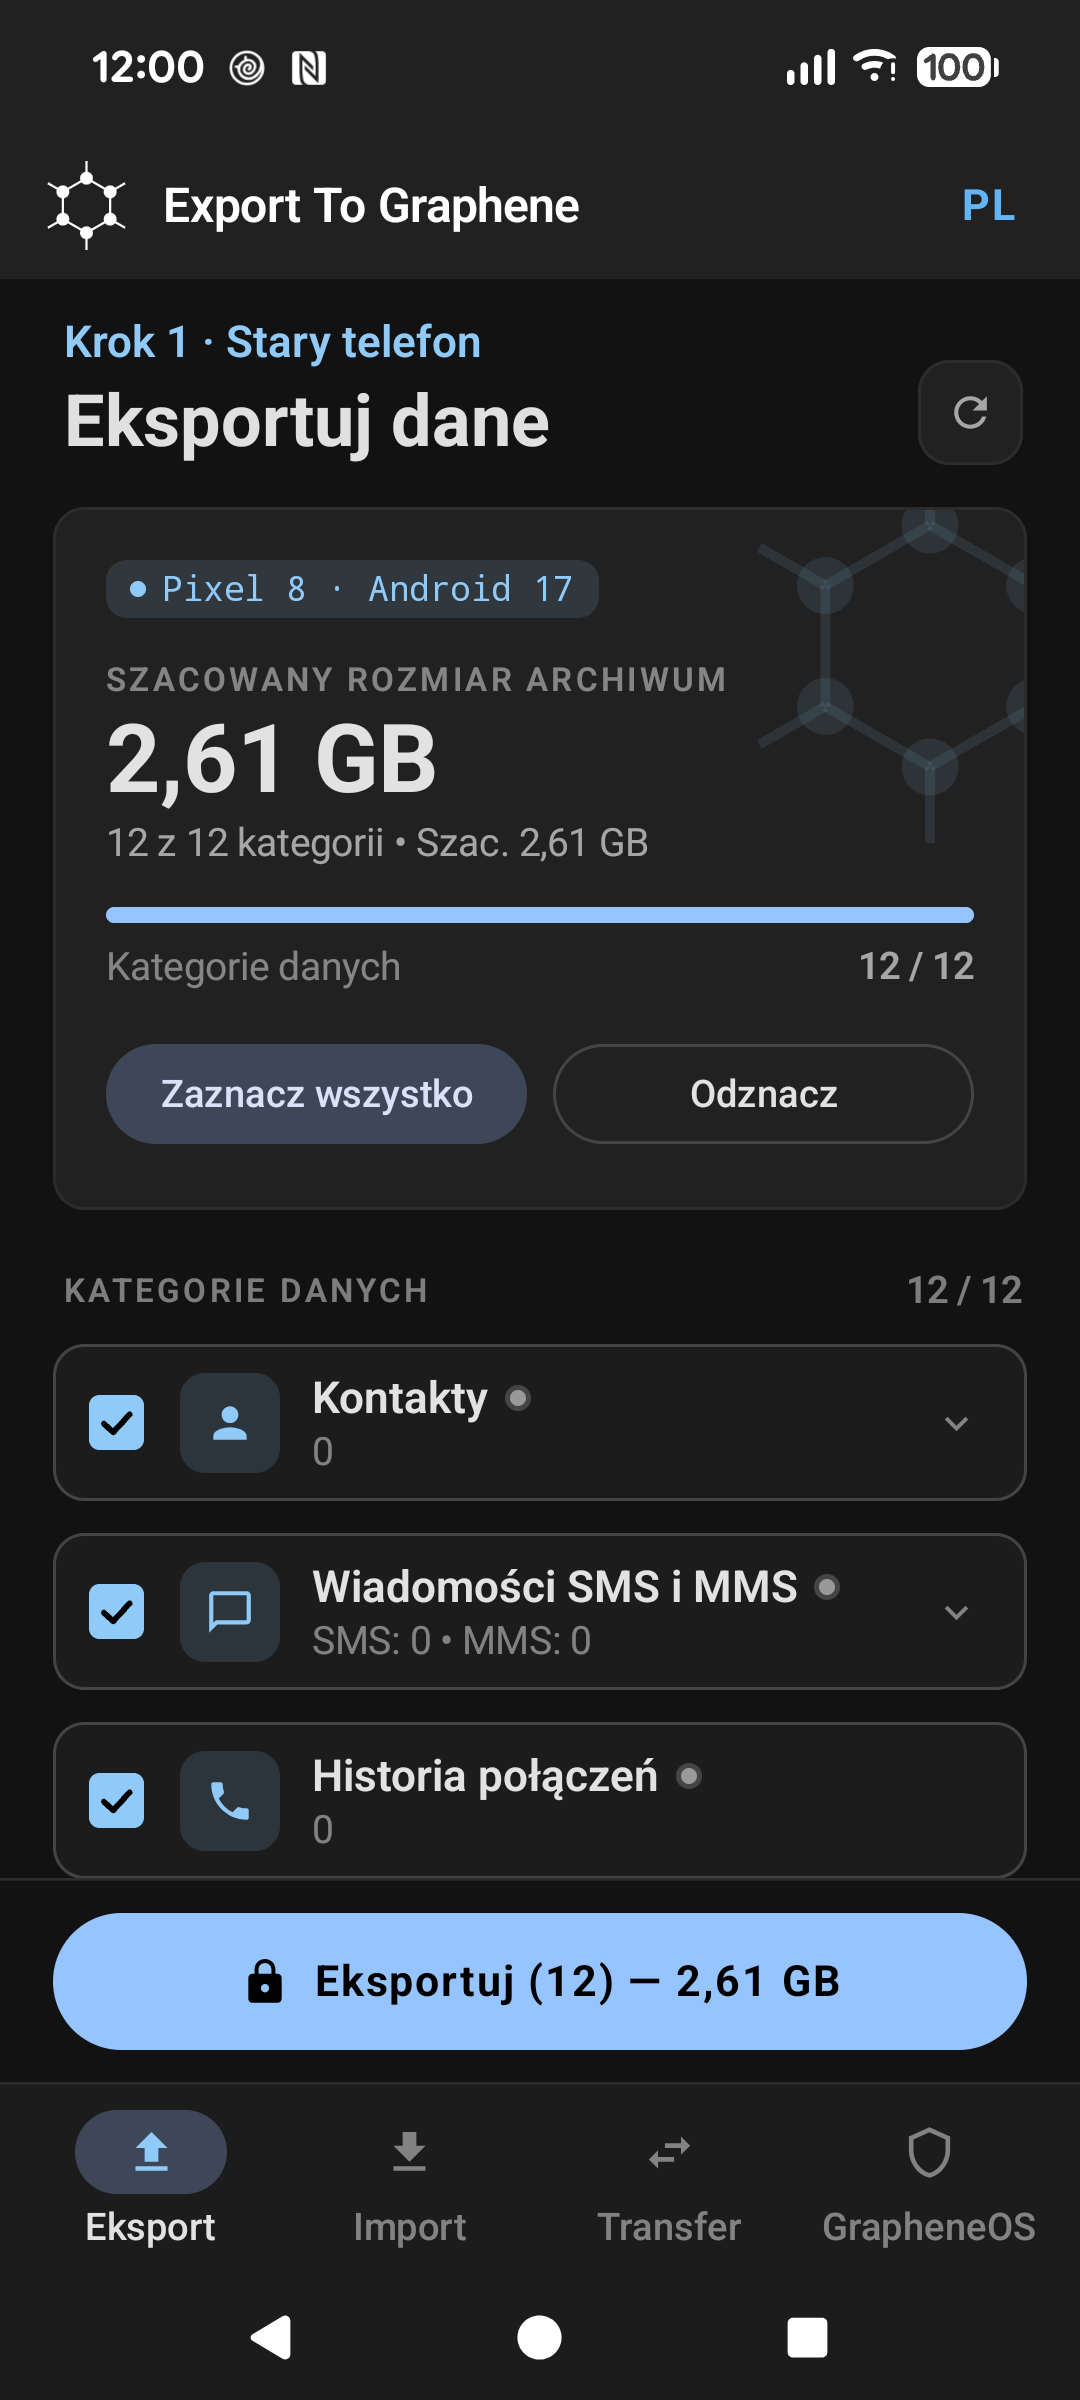 12:00
100
Export To Graphene
PL
Krok 1 · Stary telefon
Eksportuj dane
Pixel 8 · Android 17
SZACOWANY ROZMIAR ARCHIWUM
2,61 GB
12 z 12 kategorii • Szac. 2,61 GB
Kategorie danych
12 / 12
Zaznacz wszystko
Odznacz
KATEGORIE DANYCH
12 / 12
Kontakty
0
Wiadomości SMS i MMS
SMS: 0 • MMS: 0
Historia połączeń
0
Eksportuj (12) — 2,61 GB
Eksport
Import
Transfer
GrapheneOS